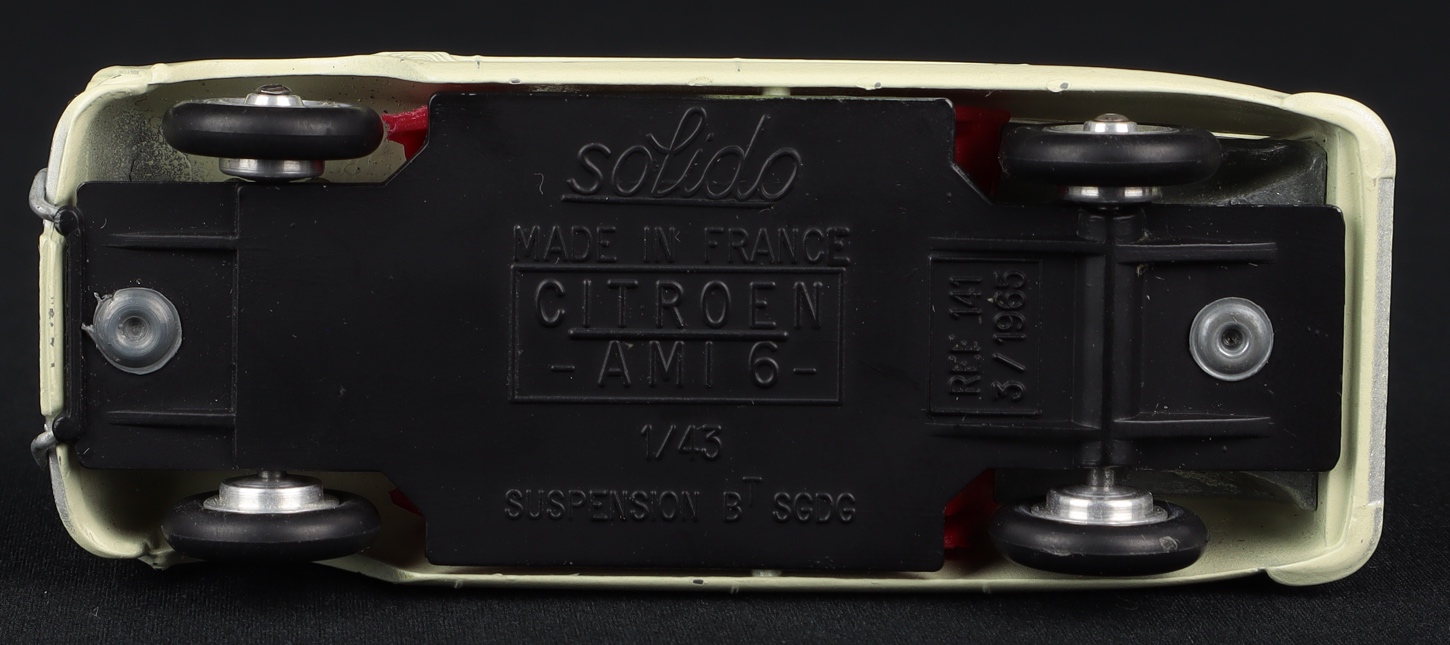 solido
MADE IN FRANCE
CITROEN
- AMI 6 -
1/43
SUSPENSION BT SGDG
REF 141
3 / 1965